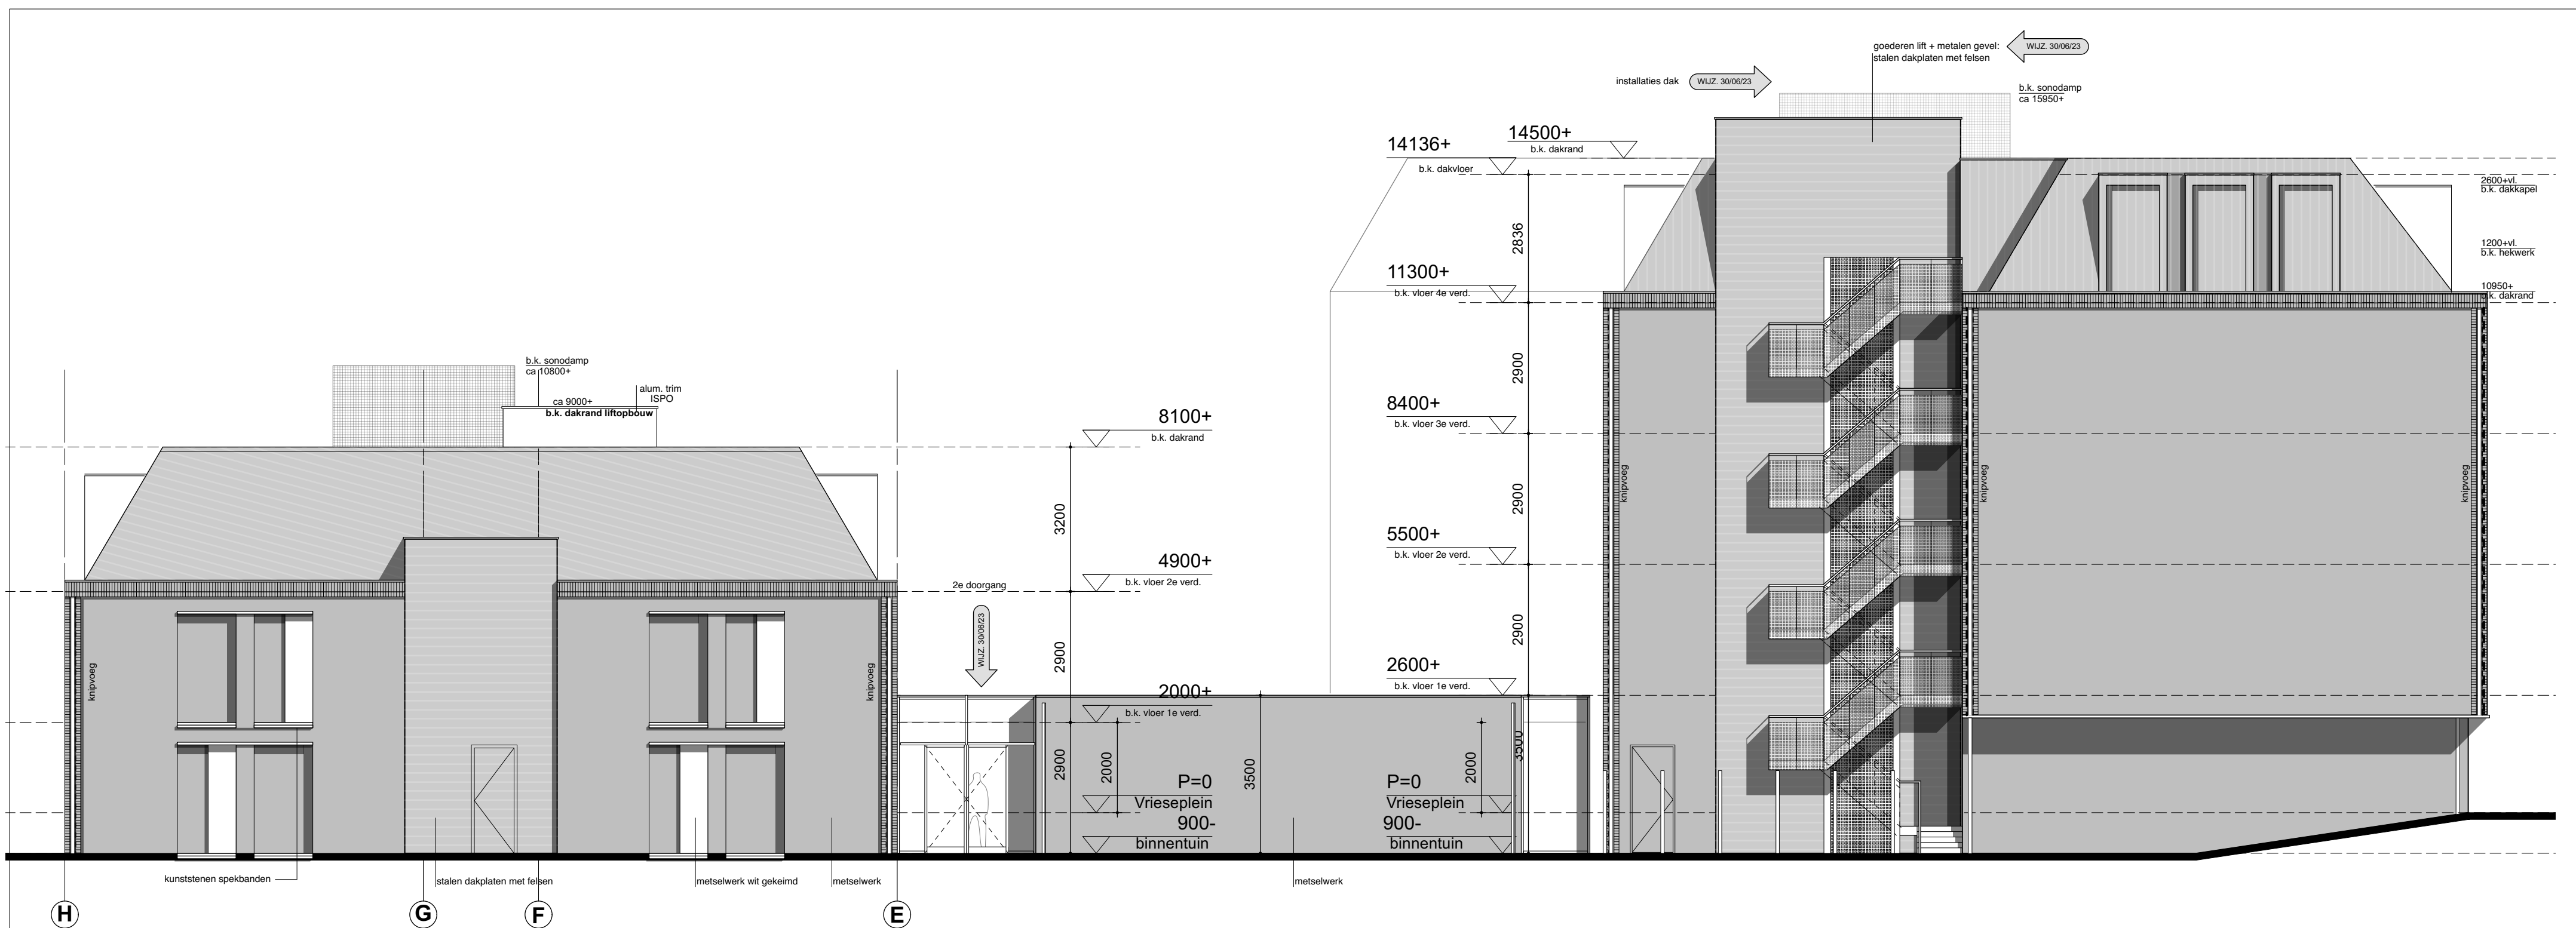 goederen lift + metalen gevel:
stalen dakplaten met felsen
WIJZ. 30/06/23
installaties dak
WIJZ. 30/06/23
b.k. sonodamp
ca 15950+
14136+
b.k. dakvloer
14500+
b.k. dakrand
2600+vl.
b.k. dakkapel
2836
1200+vl.
b.k. hekwerk
11300+
b.k. vloer 4e verd.
10950+
b.k. dakrand
b.k. sonodamp
ca 10800+
alum. trim
ISPO
ca 9000+
b.k. dakrand liftopbouw
8100+
b.k. dakrand
2900
8400+
b.k. vloer 3e verd.
knipvoeg
knipvoeg
knipvoeg
3200
2900
4900+
b.k. vloer 2e verd.
5500+
b.k. vloer 2e verd.
2e doorgang
WIJZ. 30/06/23
2900
2900
knipvoeg
knipvoeg
2000+
b.k. vloer 1e verd.
2600+
b.k. vloer 1e verd.
2900
2000
3500
2000
3500
P=0
Vrieseplein
900-
binnentuin
P=0
Vrieseplein
900-
binnentuin
kunststenen spekbanden
stalen dakplaten met felsen
metselwerk wit gekeimd
metselwerk
metselwerk
H
G
F
E